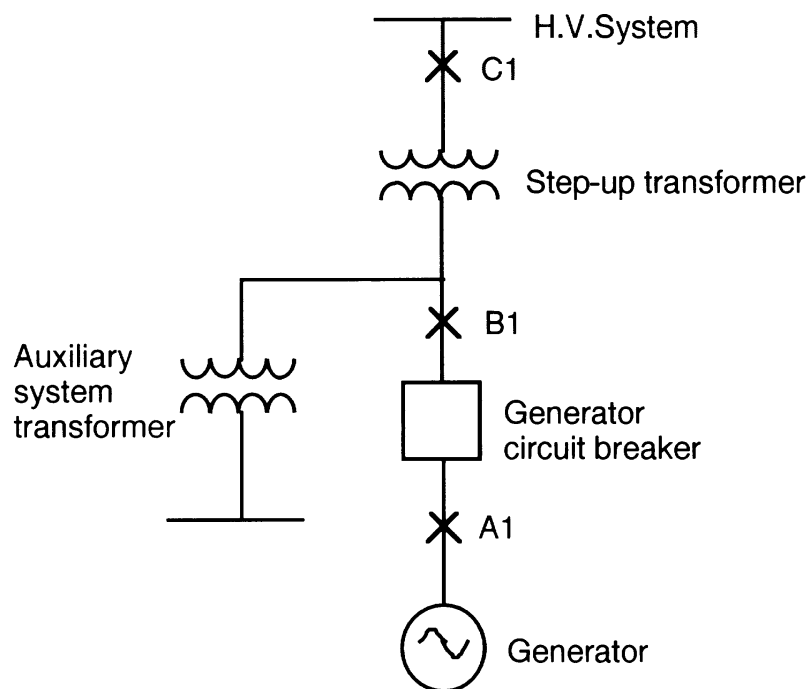 H.V.System
C1
Step-up transformer
B1
Auxiliary
system
transformer
Generator
circuit breaker
A1
Generator